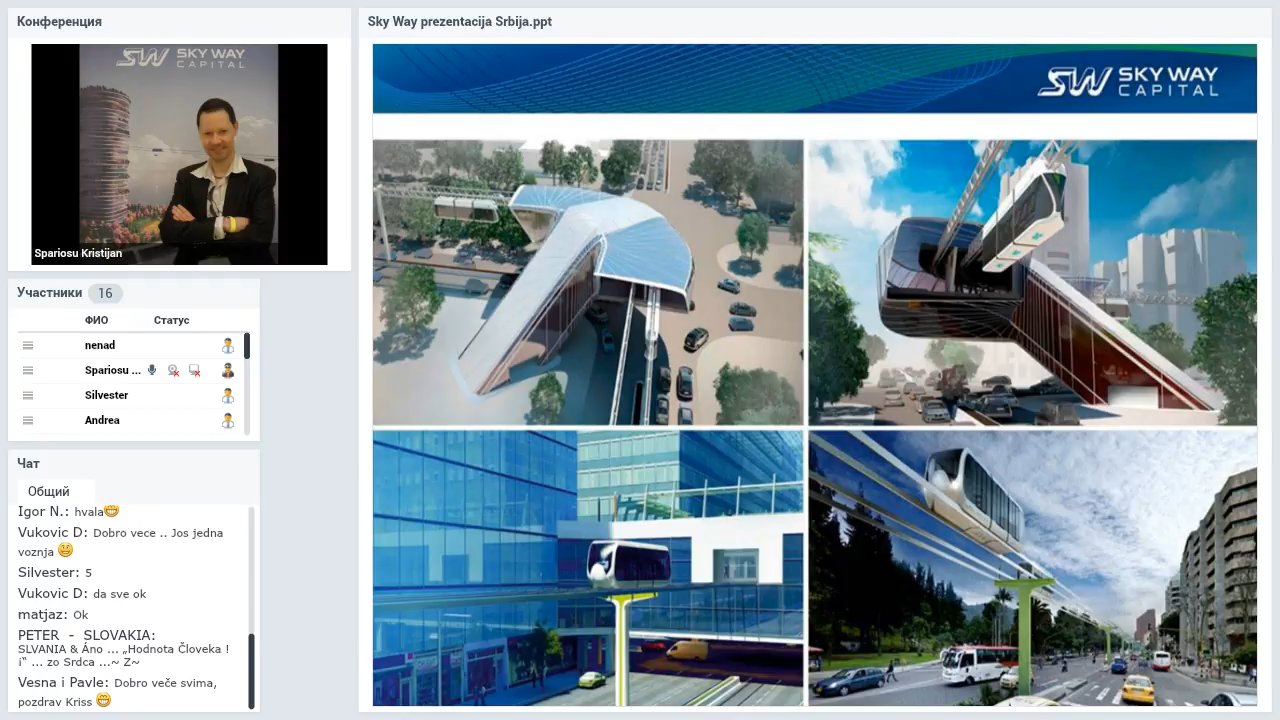 Конференция
SKY WAY
CAPITAL
Spariosu Kristijan
Участники 16
ФИО Статус
nenad
Spariosu ...
Silvester
Andrea
Чат
Общий
Igor N.: hvala
Vukovic D: Dobro vece .. Jos jedna
voznja
Silvester: 5
Vukovic D: da sve ok
matjaz: Ok
PETER - SLOVAKIA:
SLVANIA & Áno ... „Hodnota Človeka !
i“ ... zo Srdca ...~ Z~
Vesna i Pavle: Dobro veče svima,
pozdrav Kriss
Sky Way prezentacija Srbija.ppt
SW SKY WAY
CAPITAL